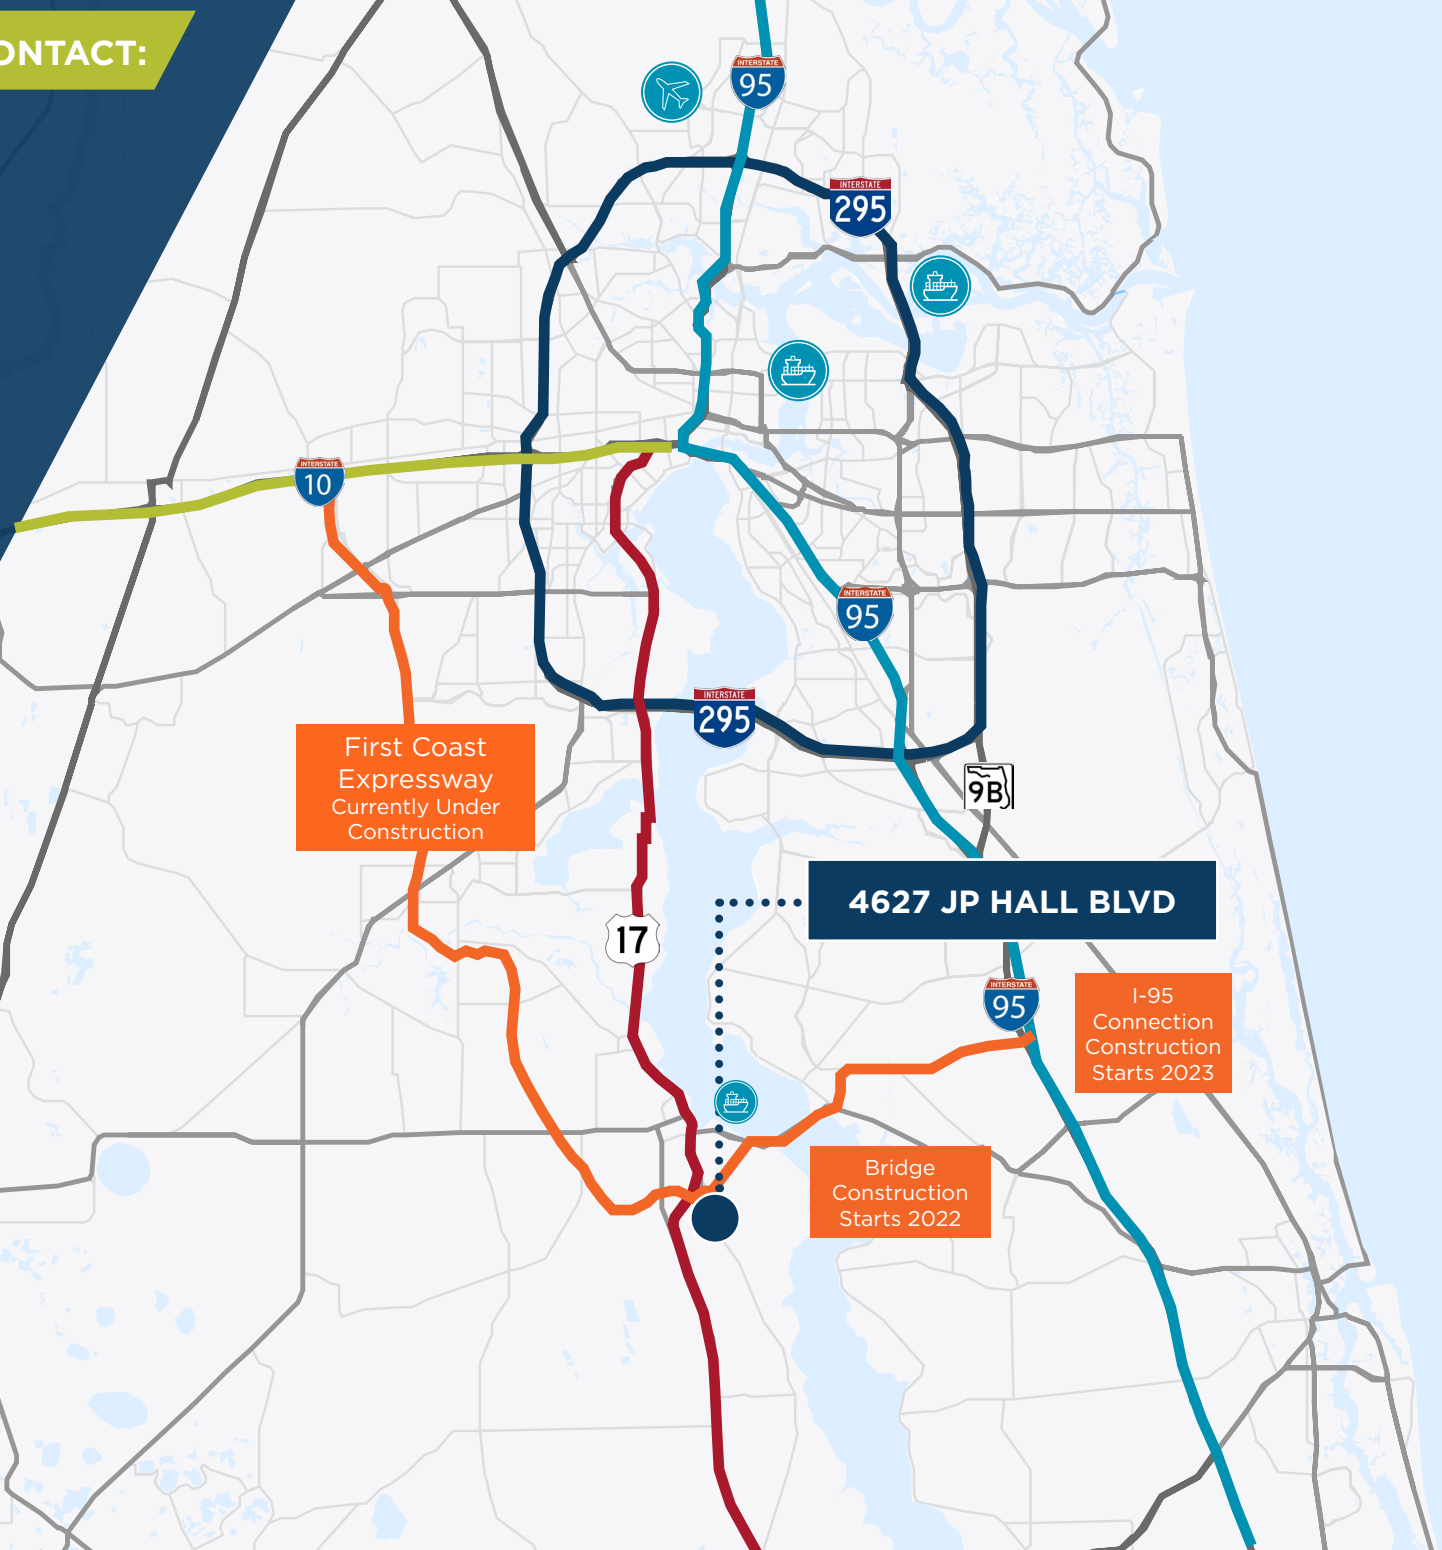 ONTACT:
INTERSTATE
95
INTERSTATE
295
INTERSTATE
10
INTERSTATE
95
INTERSTATE
295
First Coast
Expressway
Currently Under
Construction
9B
4627 JP HALL BLVD
17
INTERSTATE
95
I-95
Connection
Construction
Starts 2023
Bridge
Construction
Starts 2022